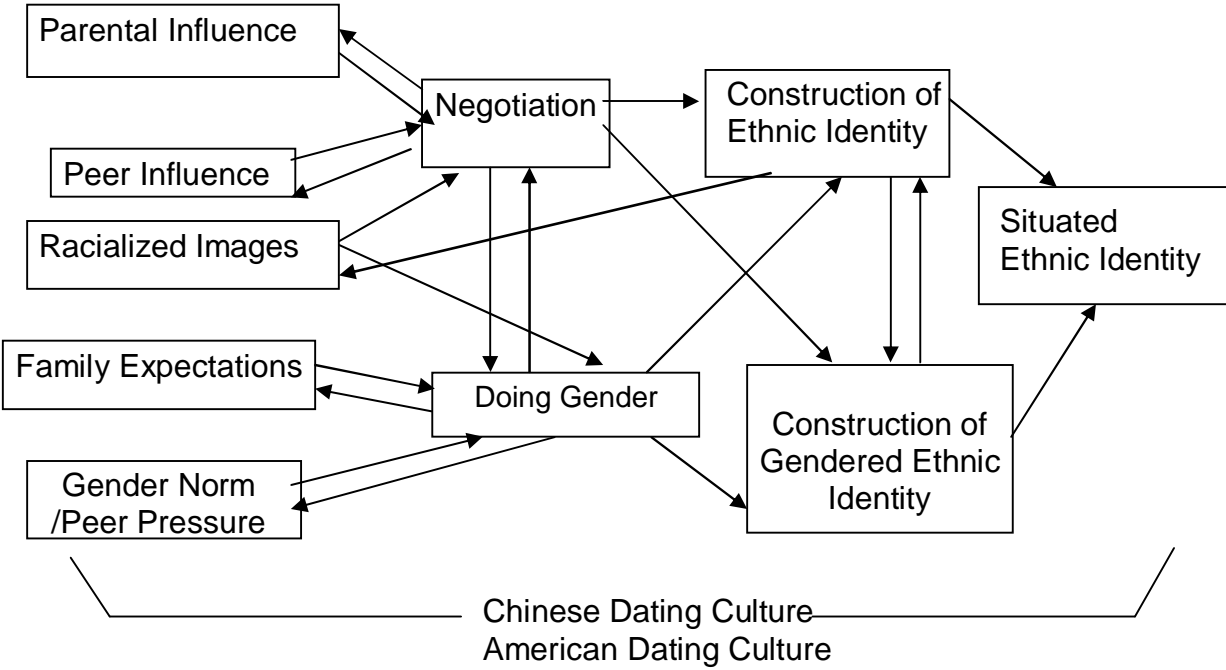 Parental Influence
Negotiation
Construction of
Ethnic Identity
Peer Influence
Racialized Images
Situated
Ethnic Identity
Family Expectations
Doing Gender
Construction of
Gendered Ethnic
Identity
Gender Norm
/Peer Pressure
Chinese Dating Culture
American Dating Culture